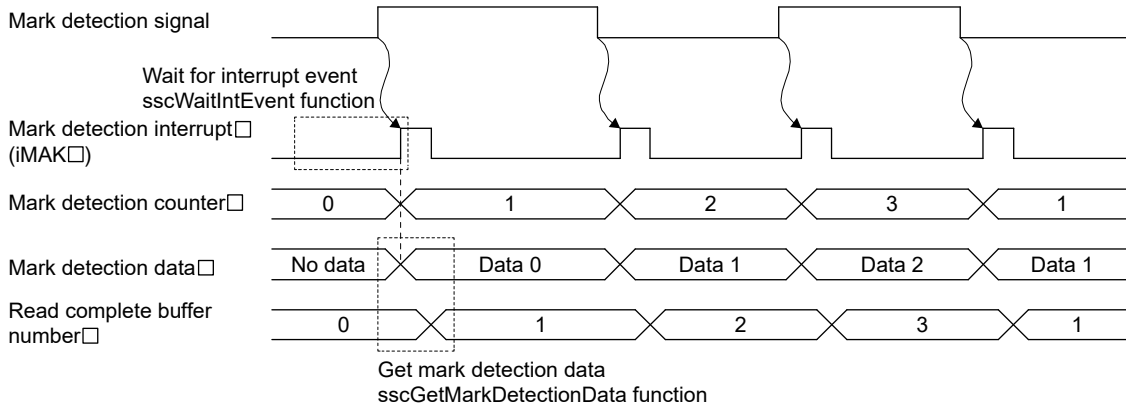 Mark detection signal
Wait for interrupt event
sscWaitIntEvent function
Mark detection interrupt□
(iMAK□)
Mark detection counter□
0 1 2 3 1
Mark detection data□
No data Data 0 Data 1 Data 2 Data 1
Read complete buffer
number□
0 1 2 3 1
Get mark detection data
sscGetMarkDetectionData function